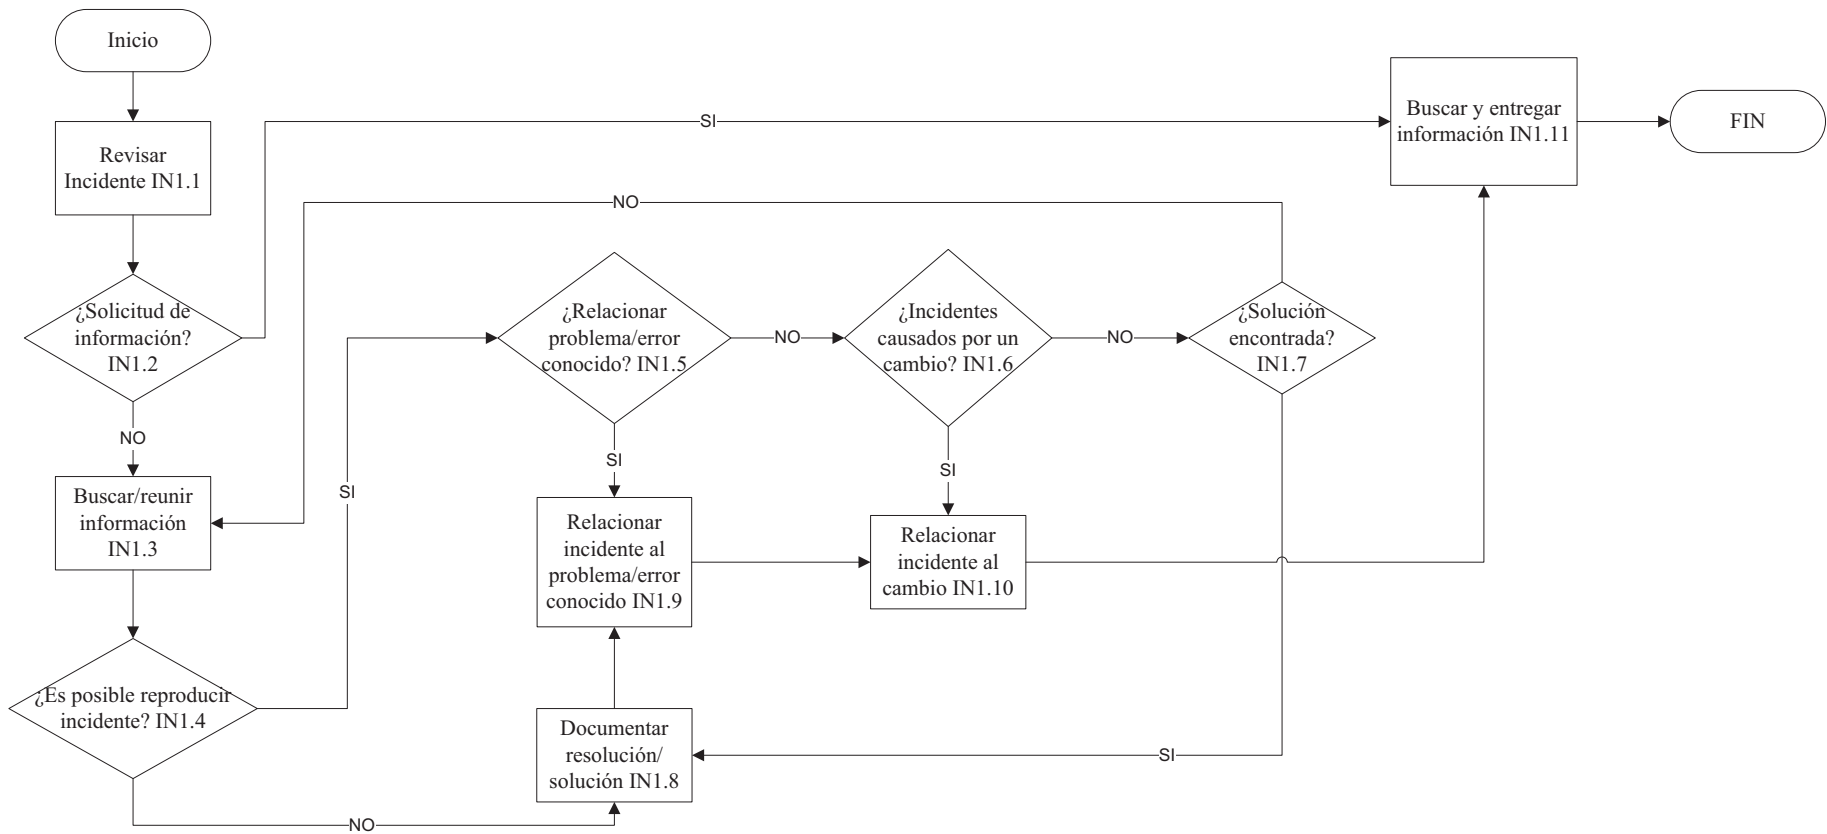 Inicio
Revisar
Incidente IN1.1
¿Solicitud de
información?
IN1.2
NO
Buscar/reunir
información
IN1.3
¿Es posible reproducir
incidente? IN1.4
NO
SI
SI
NO
¿Relacionar
problema/error
conocido? IN1.5
NO
SI
¿Incidentes
causados por un
cambio? IN1.6
NO
SI
¿Solución
encontrada?
IN1.7
SI
Relacionar
incidente al
problema/error
conocido IN1.9
Relacionar
incidente al
cambio IN1.10
Documentar
resolución/
solución IN1.8
Buscar y entregar
información IN1.11
FIN